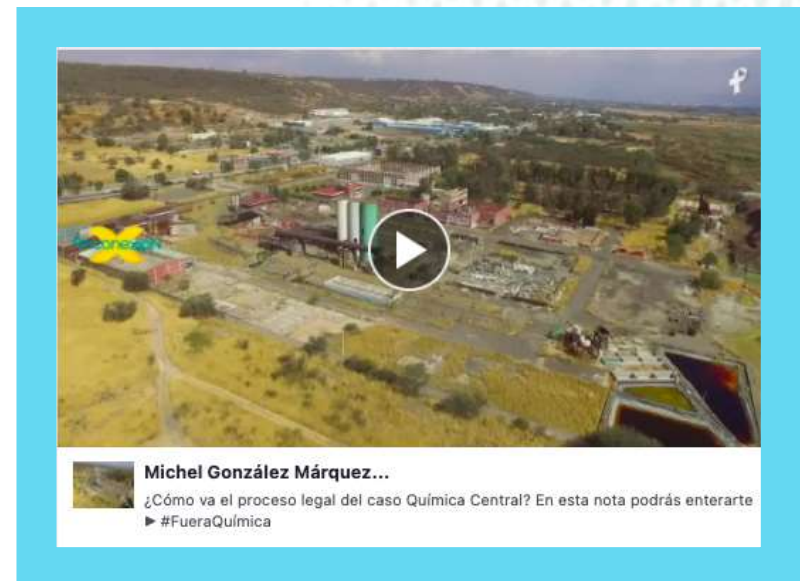 Michel González Márquez...
¿Cómo va el proceso legal del caso Química Central? En esta nota podrás enterarte
▶ #FueraQuímica